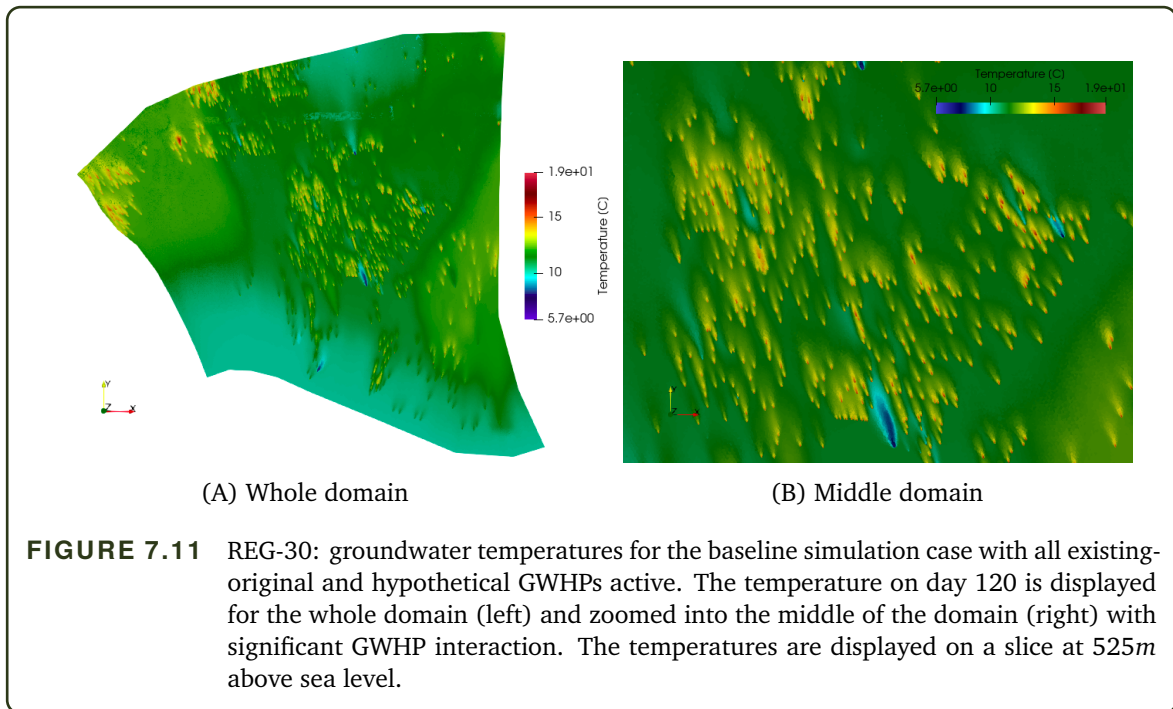 1.9e+01
15
10
5.7e+00
Temperature (C)
Y
Z X
Temperature (C)
5.7e+00 10 15 1.9e+01
Y
Z X
(A) Whole domain
(B) Middle domain
FIGURE 7.11 REG-30: groundwater temperatures for the baseline simulation case with all existing-
original and hypothetical GWHPs active. The temperature on day 120 is displayed
for the whole domain (left) and zoomed into the middle of the domain (right) with
significant GWHP interaction. The temperatures are displayed on a slice at 525m
above sea level.